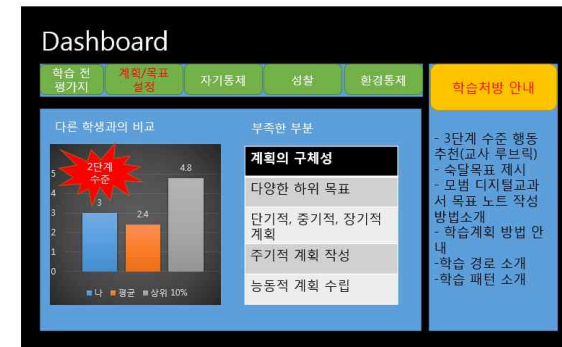 Dashboard
학습 전
평가지
계획/목표
설정
자기통제
성찰
환경통제
학습처방 안내
다른 학생과의 비교
2단계
수준
5
4
3
2
1
0
3
2.4
4.8
나 평균 상위 10%
부족한 부분
계획의 구체성
다양한 하위 목표
단기적, 중기적, 장기적
계획
주기적 계획 작성
능동적 계획 수립
- 3단계 수준 행동
추천(교사 루브릭)
- 숙달목표 제시
- 모범 디지털교과
서 목표 노트 작성
방법소개
- 학습계획 방법 안
내
-학습 경로 소개
-학습 패턴 소개